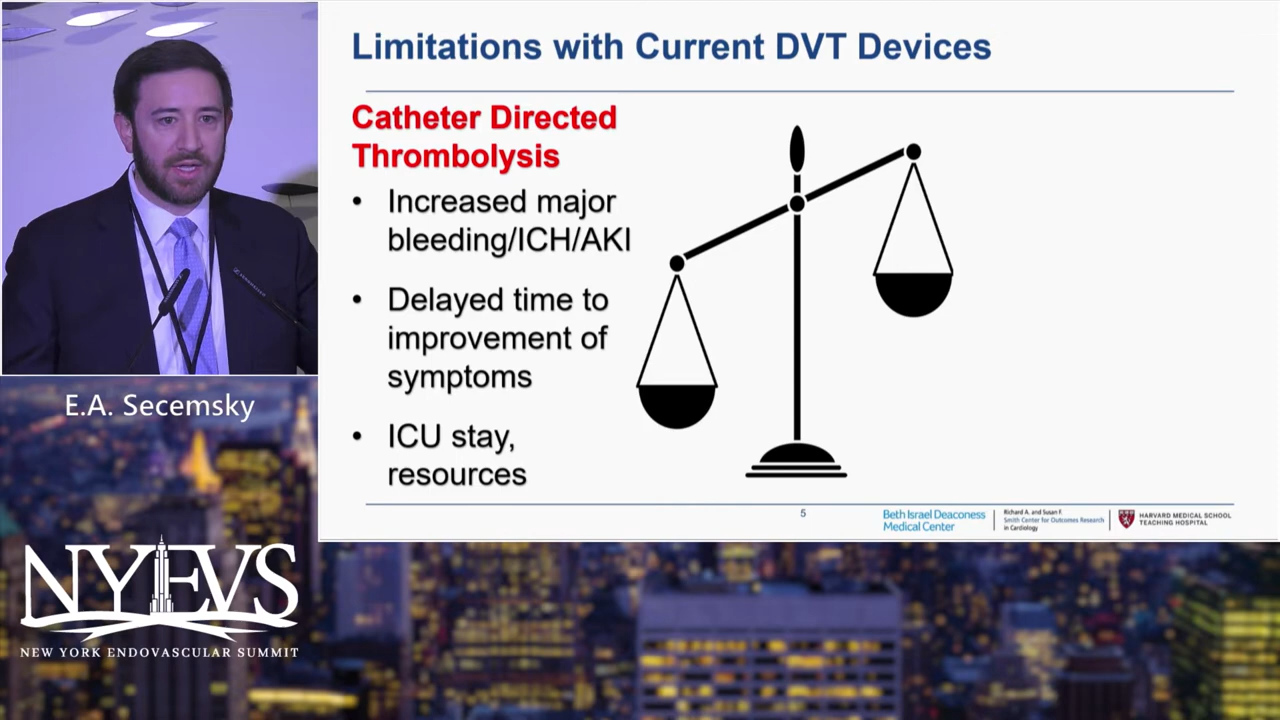 Limitations with Current DVT Devices
Catheter Directed
Thrombolysis
• Increased major
bleeding/ICH/AKI
• Delayed time to
improvement of
symptoms
• ICU stay,
resources
5
Beth Israel Deaconess
Medical Center
Richard A. and Susan F.
Smith Center for Outcomes Research
in Cardiology
HARVARD MEDICAL SCHOOL
TEACHING HOSPITAL
E.A. Secemsky
NYEVS
NEW YORK ENDOVASCULAR SUMMIT